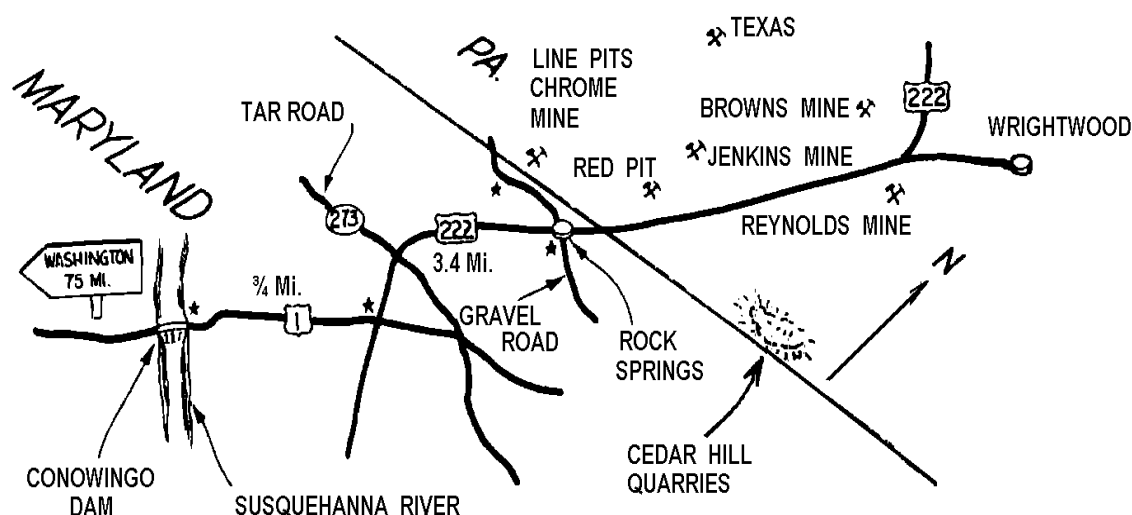 MARYLAND
PA.
TEXAS
LINE PITS
CHROME
MINE
BROWNS MINE
222
WRIGHTWOOD
TAR ROAD
JENKINS MINE
RED PIT
REYNOLDS MINE
273
222
3.4 Mi.
WASHINGTON
75 MI.
¾ Mi.
1
GRAVEL
ROAD
ROCK
SPRINGS
N
CONOWINGO
DAM
SUSQUEHANNA RIVER
CEDAR HILL
QUARRIES